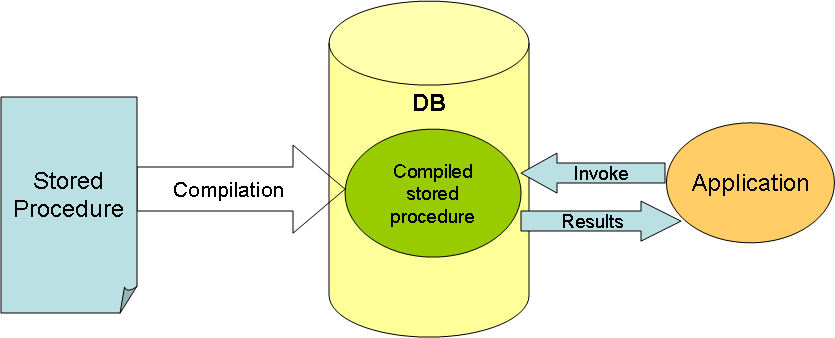 Stored
Procedure
Compilation
DB
Compiled
stored
procedure
Invoke
Results
Application